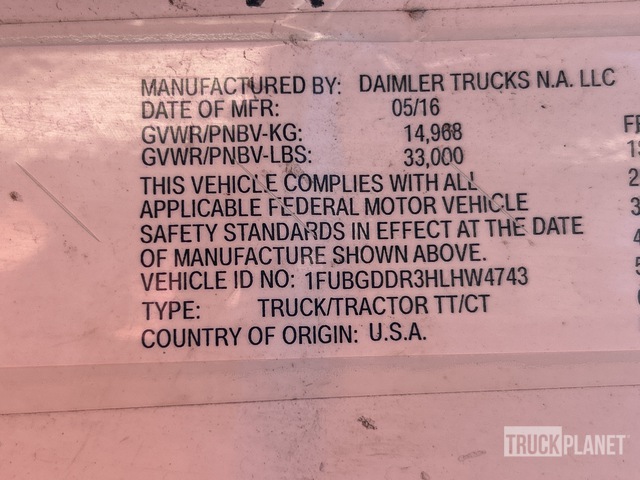 MANUFACTURED BY: DAIMLER TRUCKS N.A. LLC
DATE OF MFR: 05/16
GVWR/PNBV-KG: 14,968
GVWR/PNBV-LBS: 33,000
THIS VEHICLE COMPLIES WITH ALL
APPLICABLE FEDERAL MOTOR VEHICLE
SAFETY STANDARDS IN EFFECT AT THE DATE
OF MANUFACTURE SHOWN ABOVE.
VEHICLE ID NO: 1FUBGDDR3HLHW4743
TYPE: TRUCK/TRACTOR TT/CT
COUNTRY OF ORIGIN: U.S.A.
TRUCKPLANET